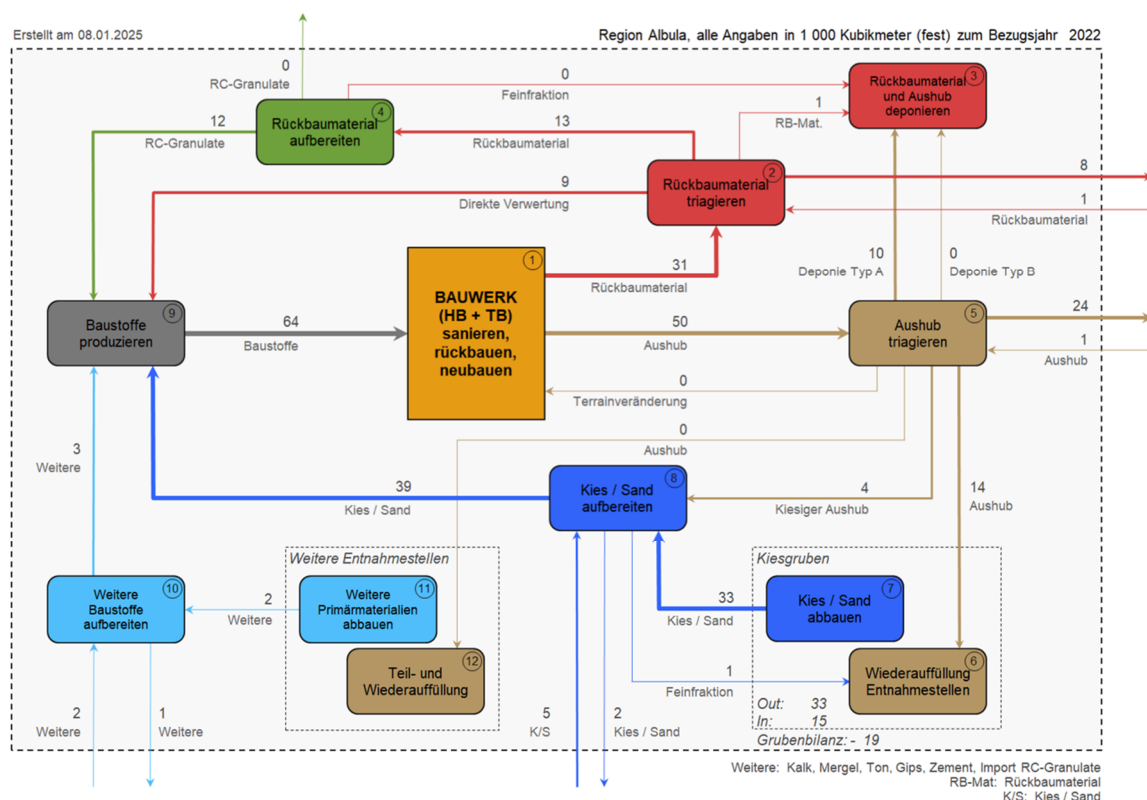 Erstellt am 08.01.2025
Region Albula, alle Angaben in 1 000 Kubikmeter (fest) zum Bezugsjahr 2022
0
RC-Granulate
0
Feinfraktion
4
Rückbaumaterial
aufbereiten
3
Rückbaumaterial
und Aushub
deponieren
12
RC-Granulate
13
Rückbaumaterial
1
RB-Mat.
2
Rückbaumaterial
triagieren
8
9
Direkte Verwertung
1
Rückbaumaterial
1
BAUWERK
(HB + TB)
sanieren,
rückbauen,
neubauen
31
Rückbaumaterial
10
Deponie Typ A
0
Deponie Typ B
9
Baustoffe
produzieren
64
Baustoffe
50
Aushub
5
Aushub
triagieren
24
1
Aushub
0
Terrainveränderung
0
Aushub
3
Weitere
39
Kies / Sand
8
Kies / Sand
aufbereiten
4
Kiesiger Aushub
14
Aushub
Weitere Entnahmestellen
Kiesgruben
10
Weitere
Baustoffe
aufbereiten
2
Weitere
11
Weitere
Primärmaterialien
abbauen
33
Kies / Sand
7
Kies / Sand
abbauen
12
Teil- und
Wiederauffüllung
1
Feinfraktion
6
Wiederauffüllung
Entnahmestellen
2
Weitere
1
Weitere
5
K/S
2
Kies / Sand
Out: 33
In: 15
Grubenbilanz: - 19
Weitere: Kalk, Mergel, Ton, Gips, Zement, Import RC-Granulate
RB-Mat: Rückbaumaterial
K/S: Kies / Sand